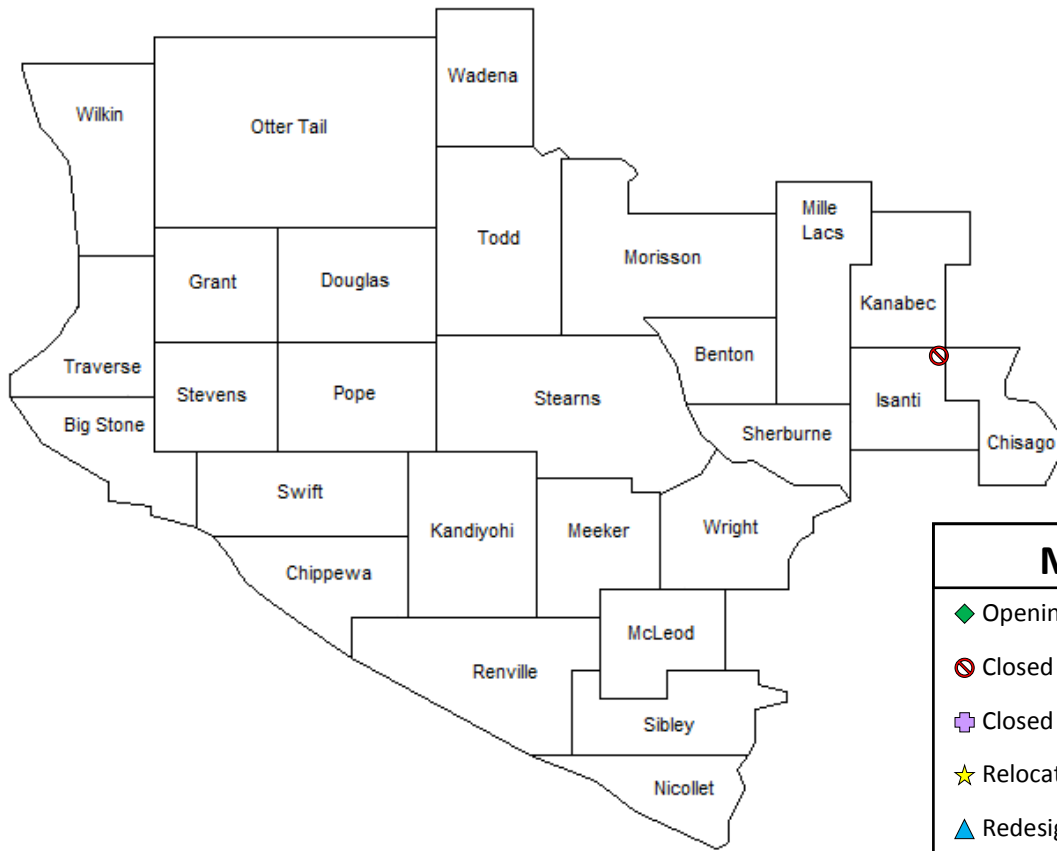 Wadena
Wilkin
Otter Tail
Mille
Lacs
Todd
Morisson
Grant
Douglas
Kanabec
Traverse
Benton
Stevens
Pope
Stearns
Isanti
Big Stone
Sherburne
Chisago
Swift
Kandiyohi
Meeker
Wright
Chippewa
McLeod
Renville
Sibley
Nicollet
Closed
Closed